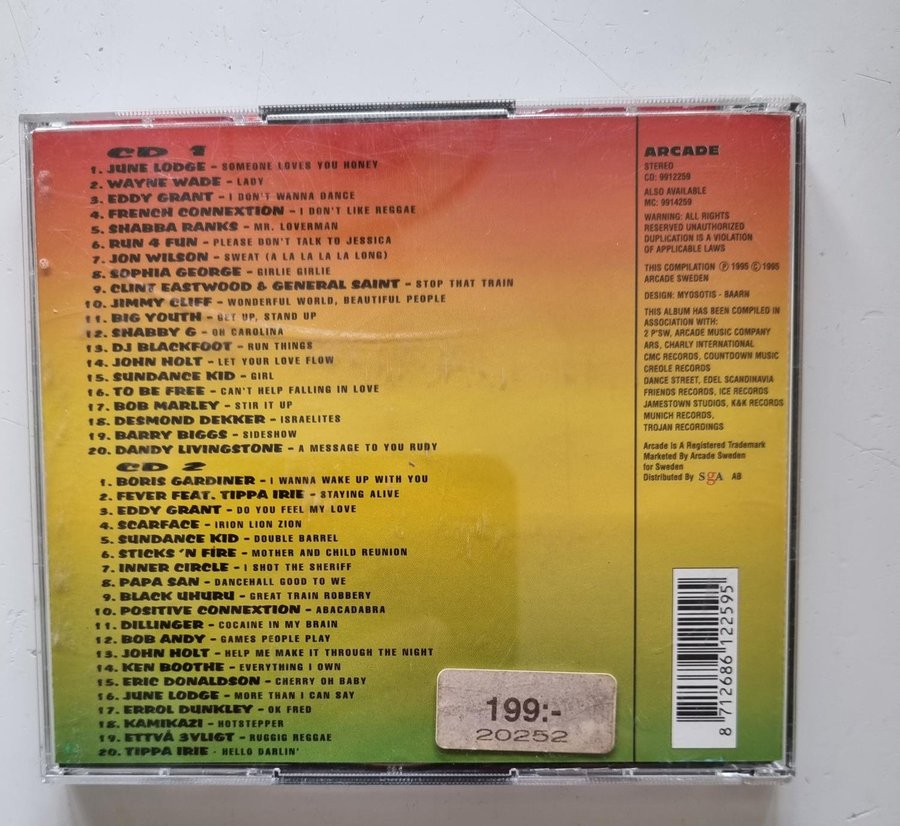 CD 1
1. JUNE LODGE - SOMEONE LOVES YOU HONEY
2. WAYNE WADE - LADY
3. EDDY GRANT - I DON'T WANNA DANCE
4. FRENCH CONNEXTION - I DON'T LIKE REGGAE
5. SHABBA RANKS - MR. LOVERMAN
6. RUN 4 FUN - PLEASE DON'T TALK TO JESSICA
7. JON WILSON - SWEAT (A LA LA LA LA LONG)
8. SOPHIA GEORGE - GIRLIE GIRLIE
9. CLINT EASTWOOD & GENERAL SAINT - STOP THAT TRAIN
10. JIMMY CLIFF - WONDERFUL WORLD, BEAUTIFUL PEOPLE
11. BIG YOUTH - GET UP, STAND UP
12. SHABBY G - OH CAROLINA
13. DJ BLACKFOOT - RUN THINGS
14. JOHN HOLT - LET YOUR LOVE FLOW
15. SUNDANCE KID - GIRL
16. TO BE FREE - CAN'T HELP FALLING IN LOVE
17. BOB MARLEY - STIR IT UP
18. DESMOND DEKKER - ISRAELITES
19. BARRY BIGGS - SIDESHOW
20. DANDY LIVINGSTONE - A MESSAGE TO YOU RUDY
CD 2
1. BORIS GARDINER - I WANNA WAKE UP WITH YOU
2. FEVER FEAT. TIPPA IRIE - STAYING ALIVE
3. EDDY GRANT - DO YOU FEEL MY LOVE
4. SCARFACE - IRION LION ZION
5. SUNDANCE KID - DOUBLE BARREL
6. STICKS 'N FIRE - MOTHER AND CHILD REUNION
7. INNER CIRCLE - I SHOT THE SHERIFF
8. PAPA SAN - DANCEHALL GOOD TO WE
9. BLACK UHURU - GREAT TRAIN ROBBERY
10. POSITIVE CONNEXTION - ABACADABRA
11. DILLINGER - COCAINE IN MY BRAIN
12. BOB ANDY - GAMES PEOPLE PLAY
13. JOHN HOLT - HELP ME MAKE IT THROUGH THE NIGHT
14. KEN BOOTHE - EVERYTHING I OWN
15. ERIC DONALDSON - CHERRY OH BABY
16. JUNE LODGE - MORE THAN I CAN SAY
17. ERROL DUNKLEY - OK FRED
18. KAMIKAZI - HOTSTEPPER
19. ETTVÅ 3VLIGT - RUGGIG REGGAE
20. TIPPA IRIE - HELLO DARLIN'
ARCADE
STEREO
CD: 9912259
ALSO AVAILABLE
MC: 9914259
WARNING: ALL RIGHTS
RESERVED UNAUTHORIZED
DUPLICATION IS A VIOLATION
OF APPLICABLE LAWS
THIS COMPILATION Ⓟ 1995 © 1995
ARCADE SWEDEN
DESIGN: MYOSOTIS - BAARN
THIS ALBUM HAS BEEN COMPILED IN
ASSOCIATION WITH:
2 P'SW, ARCADE MUSIC COMPANY
ARS, CHARLY INTERNATIONAL
CMC RECORDS, COUNTDOWN MUSIC
CREOLE RECORDS
DANCE STREET, EDEL SCANDINAVIA
FRIENDS RECORDS, ICE RECORDS
JAMESTOWN STUDIOS, K&K RECORDS
MUNICH RECORDS,
TROJAN RECORDINGS
Arcade Is A Registered Trademark
Marketed By Arcade Sweden
for Sweden
Distributed By SGA AB
8 712686 122595
199:-
20252